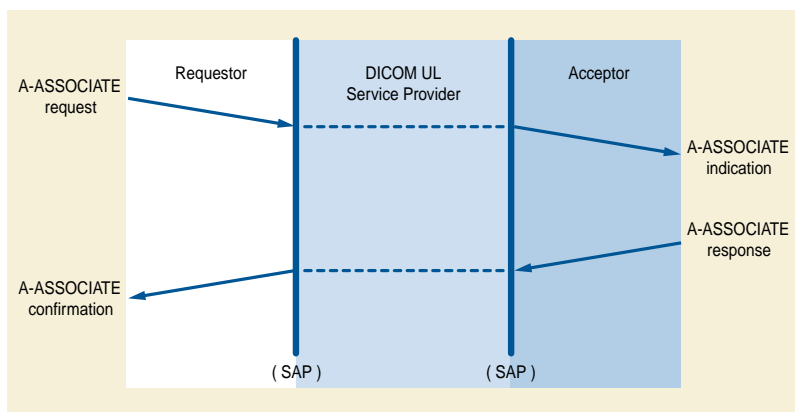 Requestor
DICOM UL
Service Provider
Acceptor
A-ASSOCIATE
request
A-ASSOCIATE
indication
A-ASSOCIATE
response
A-ASSOCIATE
confirmation
( SAP )
( SAP )